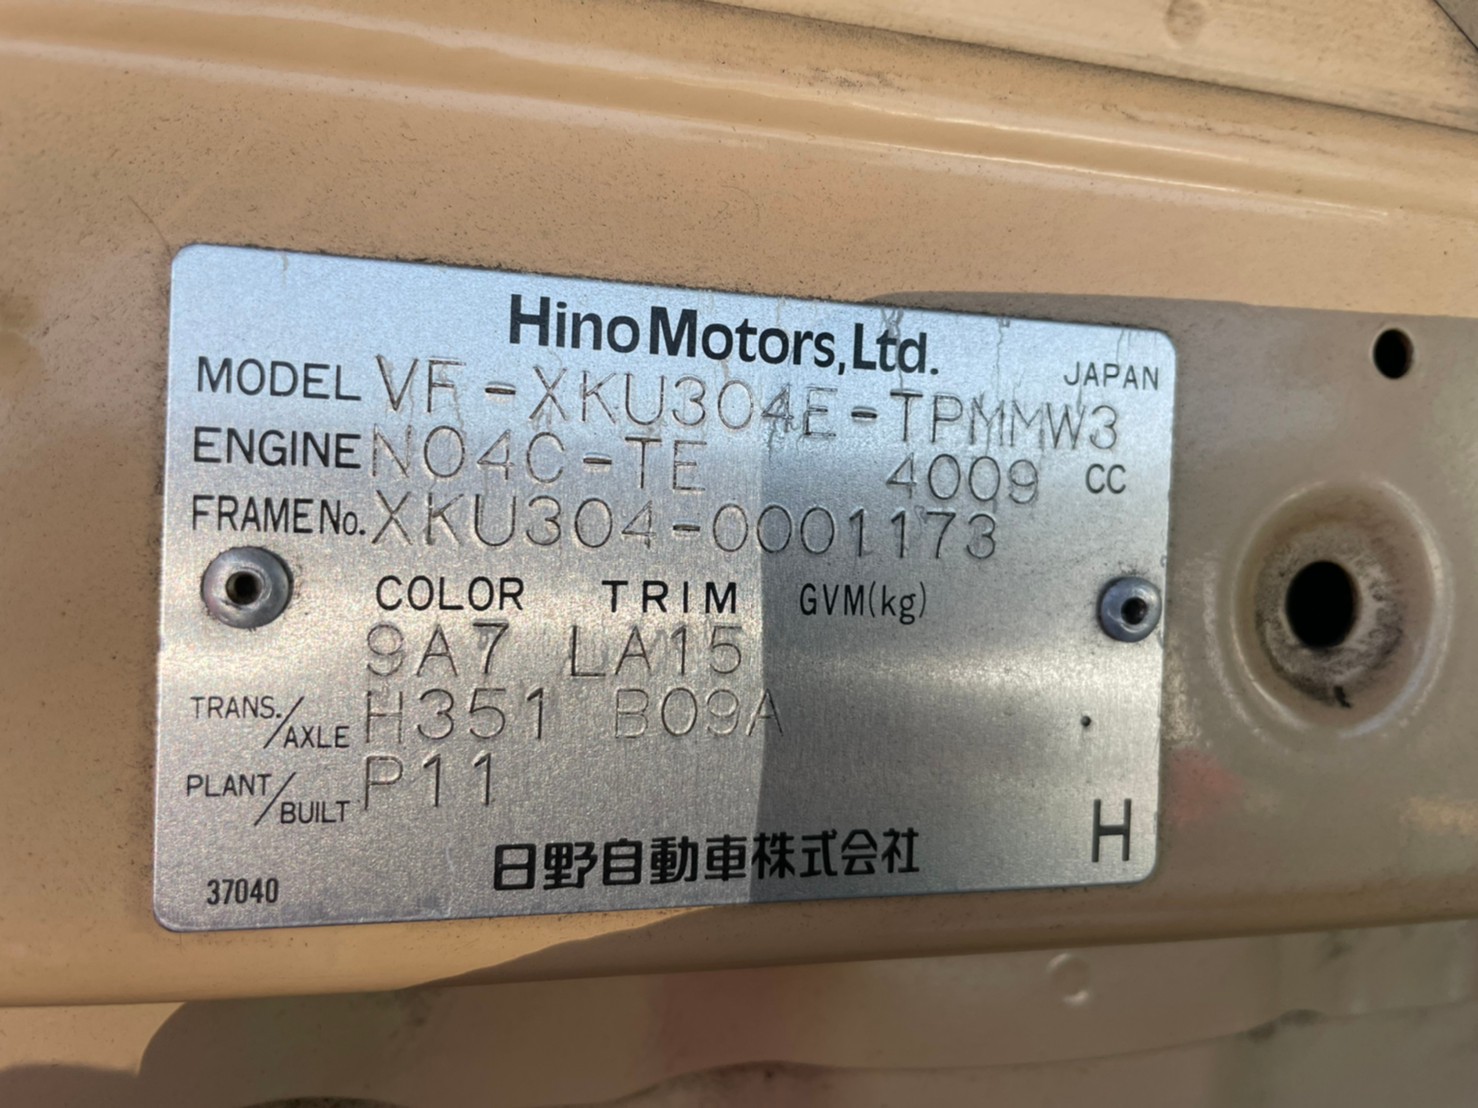 Hino Motors,Ltd.
JAPAN
MODEL VF-XKU304E-TPMMW3
ENGINE N04C-TE 4009 CC
FRAME No. XKU304-0001173
COLOR TRIM GVM(kg)
9A7 LA15
TRANS./AXLE H351 B09A
PLANT/BUILT P11
H
日野自動車株式会社
37040